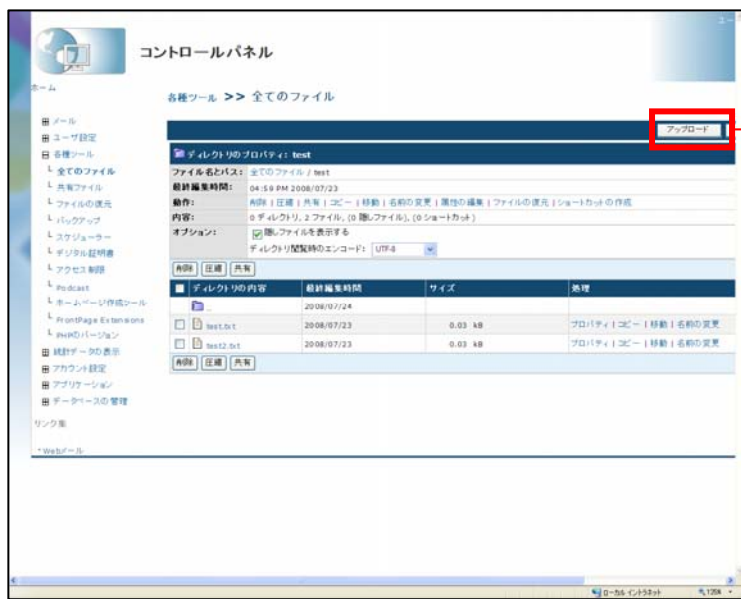 コントロールパネル
ホーム
各種ツール >> 全てのファイル
メール
ユーザ設定
各種ツール
全てのファイル
共有ファイル
ファイルの復元
バックアップ
スケジューラー
デジタル証明書
アクセス制限
Podcast
ホームページ作成ツール
FrontPage Extensions
PHPのバージョン
統計データの表示
アカウント設定
アプリケーション
データベースの管理
リンク集
Webメール
アップロード
ディレクトリのプロパティ: test
ファイル名とパス: 全てのファイル / test
最終編集時間: 04:59 PM 2008/07/23
動作: 削除 | 圧縮 | 共有 | コピー | 移動 | 名前の変更 | 属性の編集 | ファイルの復元 | ショートカットの作成
内容: 0 ディレクトリ, 2 ファイル, (0 隠しファイル), (0 ショートカット)
オプション: 隠しファイルを表示する
ディレクトリ閲覧時のエンコード: UTF-8
削除 圧縮 共有
ディレクトリの内容 最終編集時間 サイズ 処理
.. 2008/07/24
test.txt 2008/07/23 0.03 kB プロパティ | コピー | 移動 | 名前の変更
test2.txt 2008/07/23 0.03 kB プロパティ | コピー | 移動 | 名前の変更
削除 圧縮 共有
ローカル イントラネット